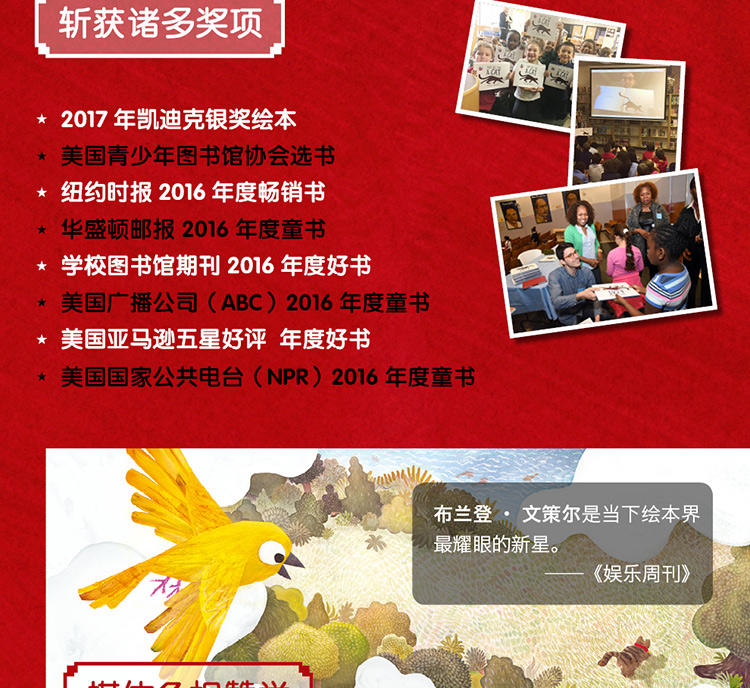 斩获诸多奖项
★ 2017 年凯迪克银奖绘本
★ 美国青少年图书馆协会选书
★ 纽约时报 2016 年度畅销书
★ 华盛顿邮报 2016 年度童书
★ 学校图书馆期刊 2016 年度好书
★ 美国广播公司（ABC）2016 年度童书
★ 美国亚马逊五星好评 年度好书
★ 美国国家公共电台（NPR）2016 年度童书
布兰登 · 文策尔是当下绘本界
最耀眼的新星。
——《娱乐周刊》